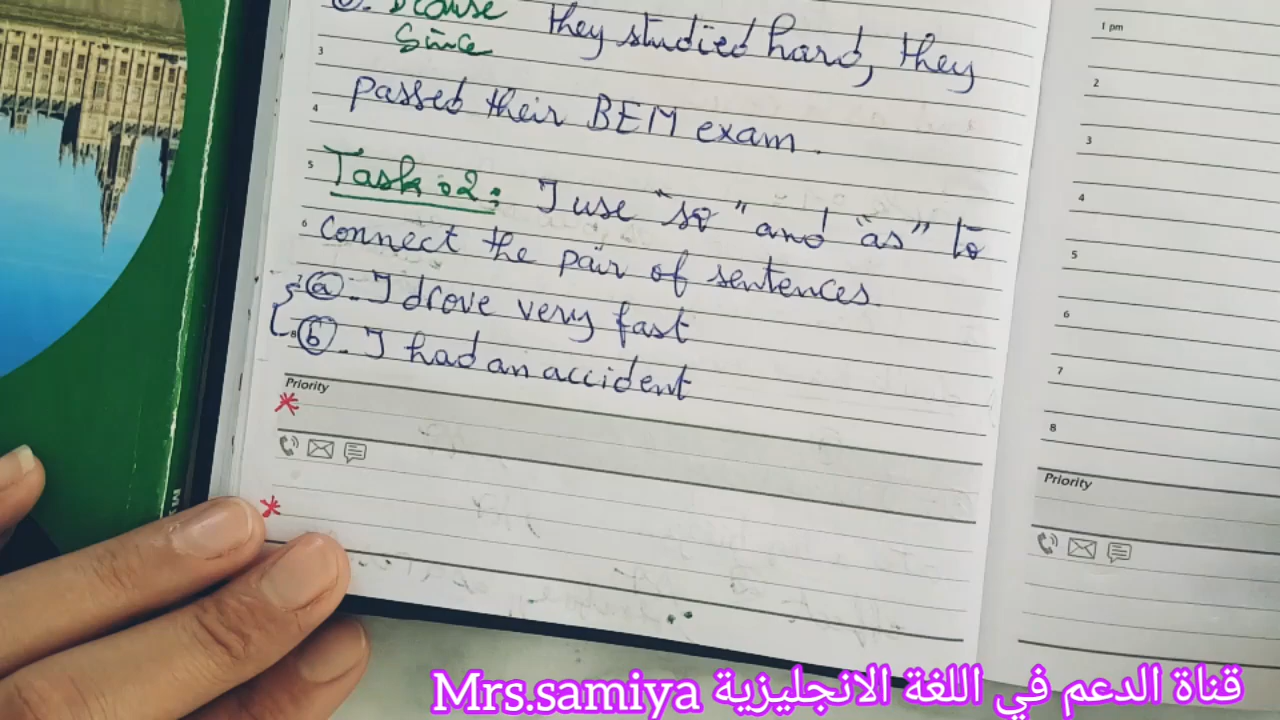 Since they studied hard, they
passed their BEM exam.
Task 02: I use "so" and "as" to
connect the pair of sentences.
a. I drove very fast
b. I had an accident
Priority
1 pm
2
3
4
5
6
7
8
Priority
3
4
5
6
Mrs.samiya قناة الدعم في اللغة الانجليزية